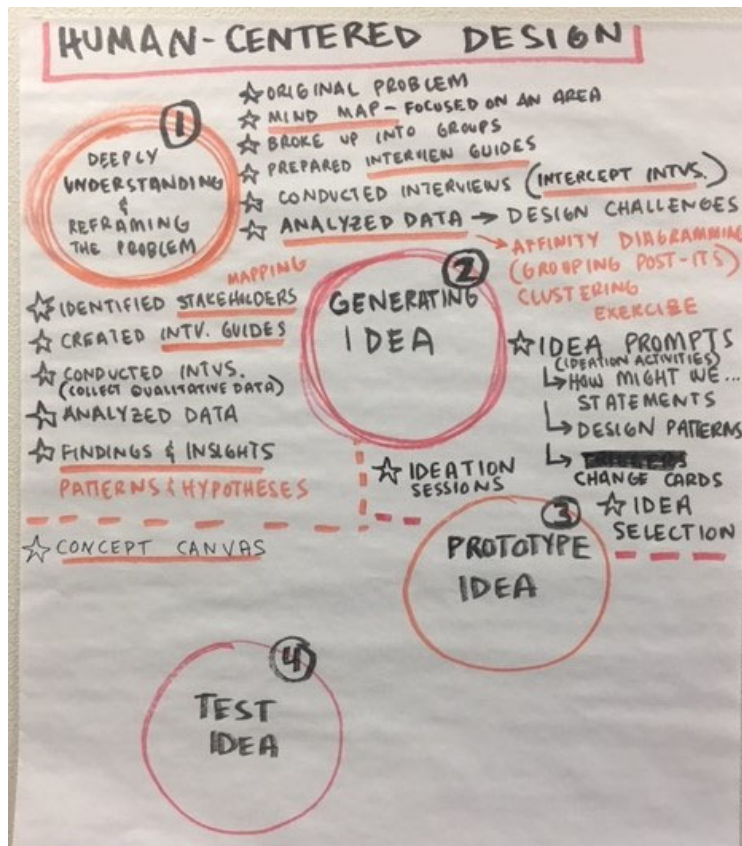 HUMAN-CENTERED DESIGN
1
DEEPLY
UNDERSTANDING
&
REFRAMING
THE PROBLEM
☆ ORIGINAL PROBLEM
☆ MIND MAP - FOCUSED ON AN AREA
☆ BROKE UP INTO GROUPS
☆ PREPARED INTERVIEW GUIDES
☆ CONDUCTED INTERVIEWS (INTERCEPT INTVS.)
☆ ANALYZED DATA → DESIGN CHALLENGES
→ AFFINITY DIAGRAMMING
(GROUPING POST-ITS)
CLUSTERING
EXERCISE
MAPPING
☆ IDENTIFIED STAKEHOLDERS
☆ CREATED INTV. GUIDES
☆ CONDUCTED INTVS.
(COLLECT QUALITATIVE DATA)
☆ ANALYZED DATA
☆ FINDINGS & INSIGHTS
PATTERNS & HYPOTHESES
2
GENERATING
IDEA
☆ IDEA PROMPTS
(IDEATION ACTIVITIES)
↳ HOW MIGHT WE...
STATEMENTS
↳ DESIGN PATTERNS
↳
CHANGE CARDS
☆ IDEATION
SESSIONS
☆ IDEA
SELECTION
☆ CONCEPT CANVAS
3
PROTOTYPE
IDEA
4
TEST
IDEA